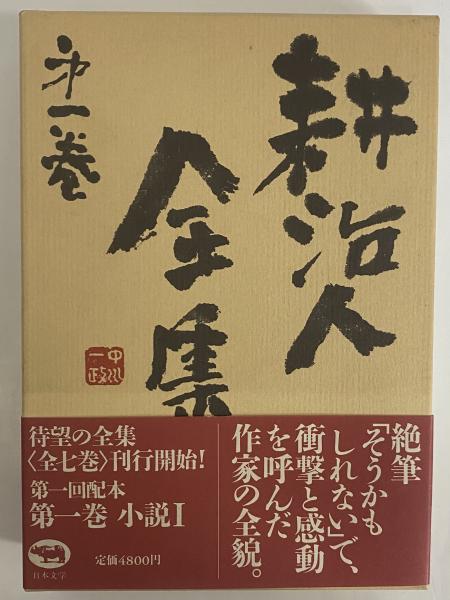 耕治人
全集
第一巻
中川
一政
絶筆
「そうかも
しれない」で、
衝撃と感動
を呼んだ
作家の全貌。
待望の全集
〈全七巻〉刊行開始!
第一回配本
第一巻 小説I
定価4800円
日本文学